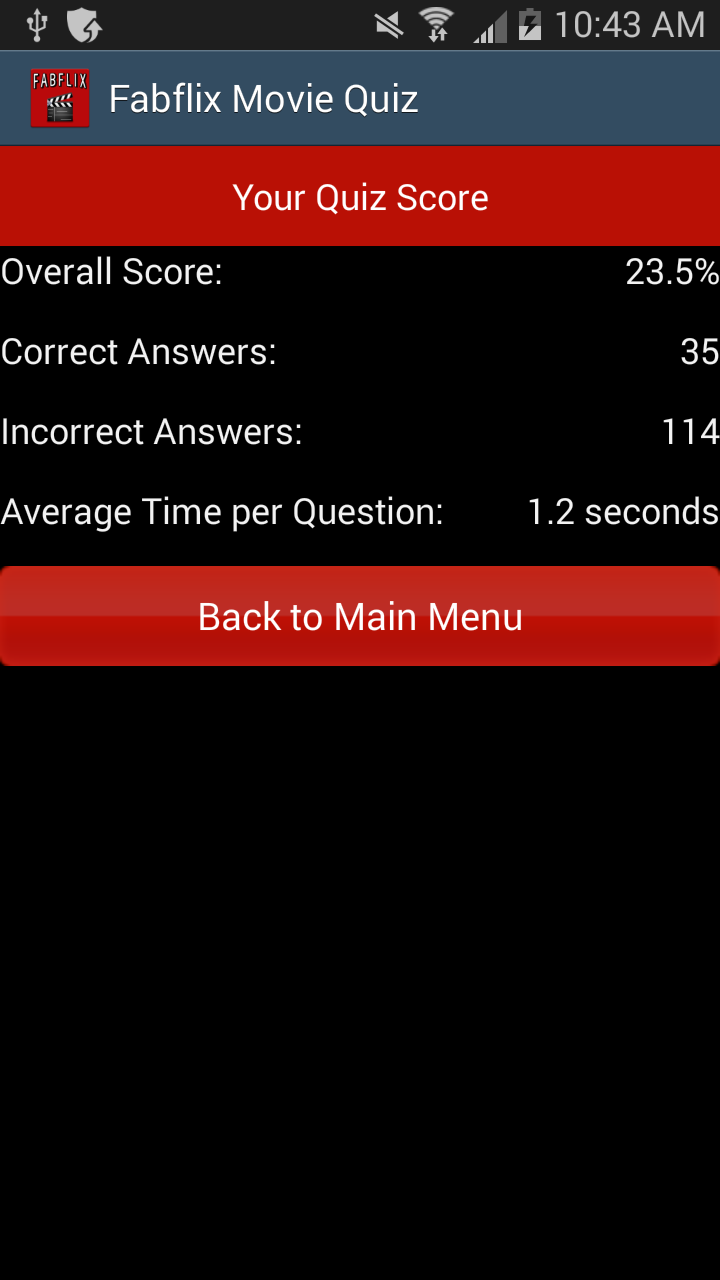 10:43 AM
FABFLIX
Fabflix Movie Quiz
Your Quiz Score
Overall Score: 23.5%
Correct Answers: 35
Incorrect Answers: 114
Average Time per Question: 1.2 seconds
Back to Main Menu